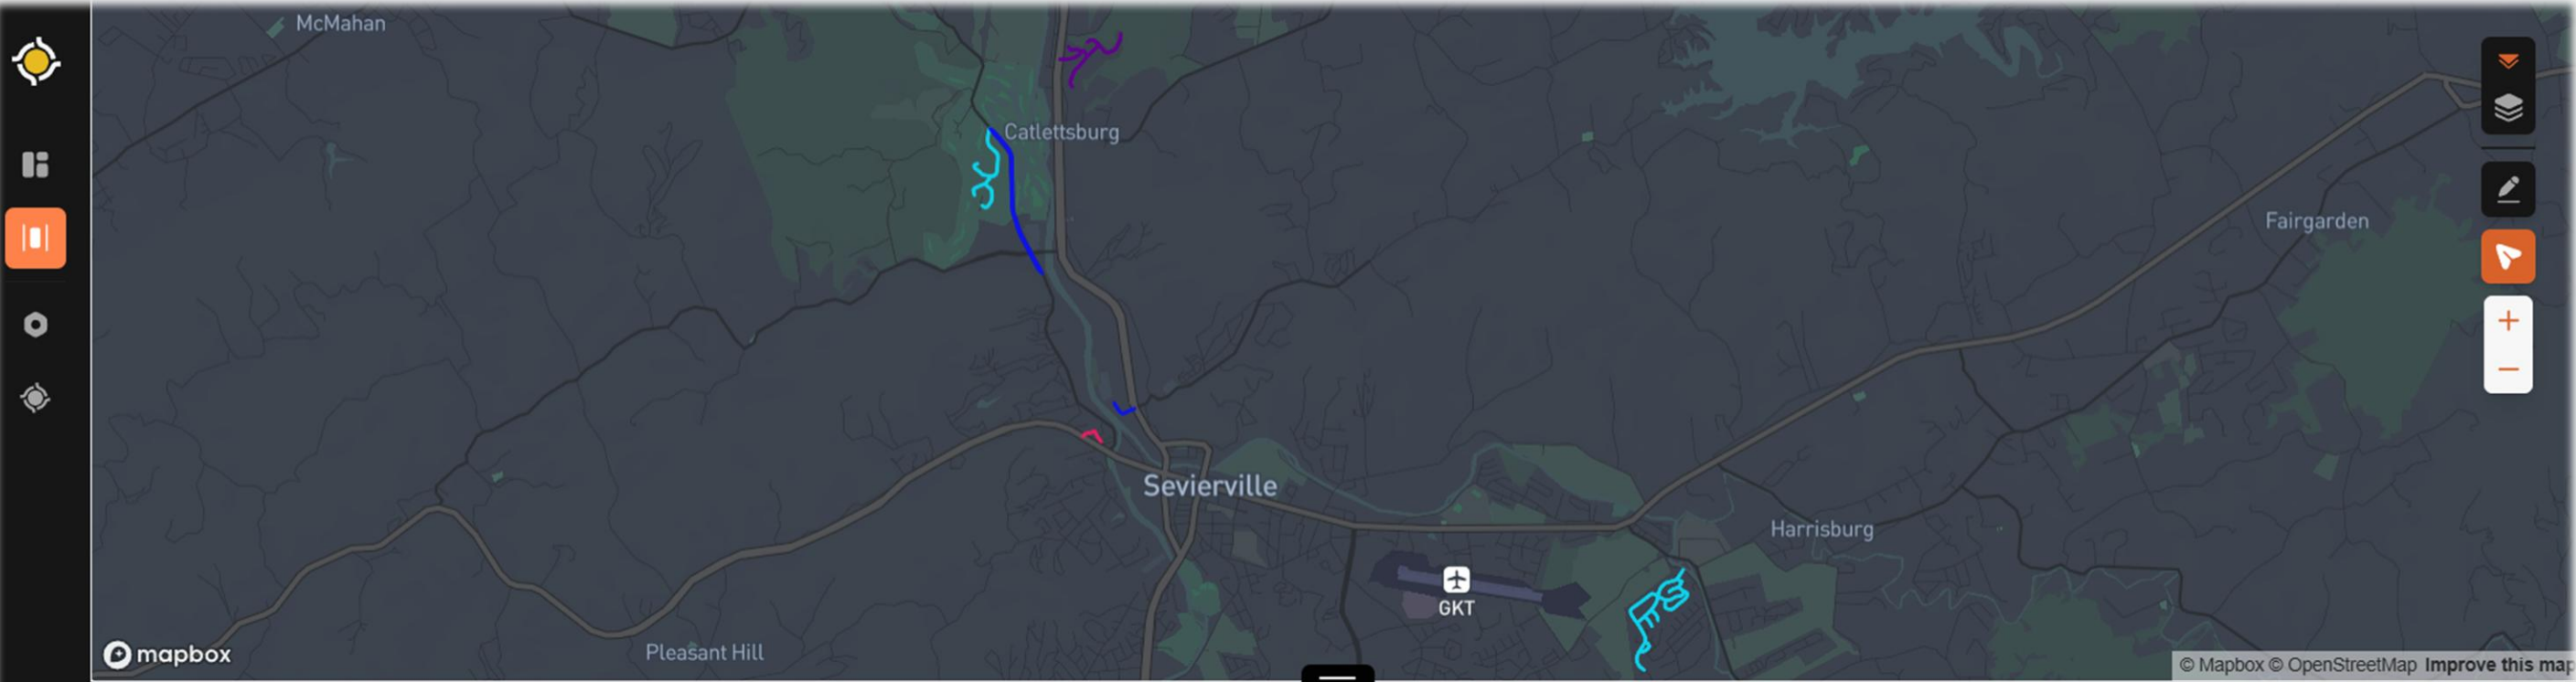 McMahan
Catlettsburg
Fairgarden
Sevierville
Harrisburg
GKT
Pleasant Hill
mapbox
© Mapbox © OpenStreetMap Improve this map